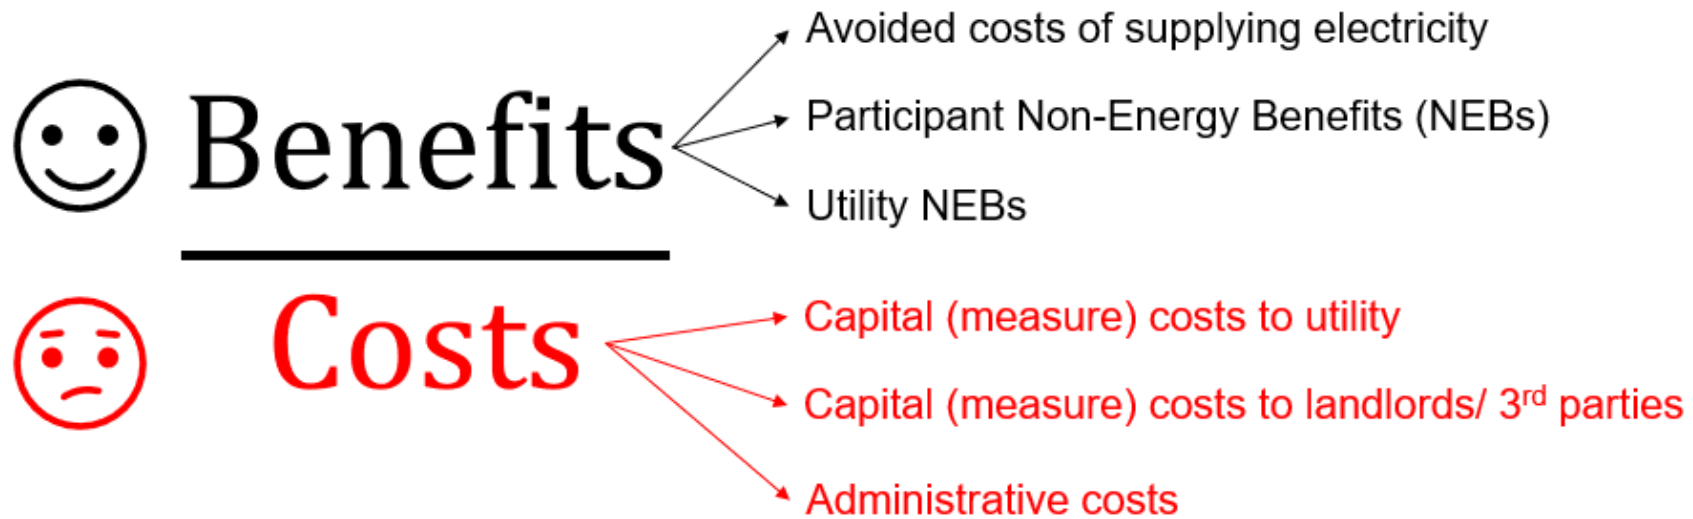 Benefits
Avoided costs of supplying electricity
Participant Non-Energy Benefits (NEBs)
Utility NEBs
Costs
Capital (measure) costs to utility
Capital (measure) costs to landlords/ 3rd parties
Administrative costs